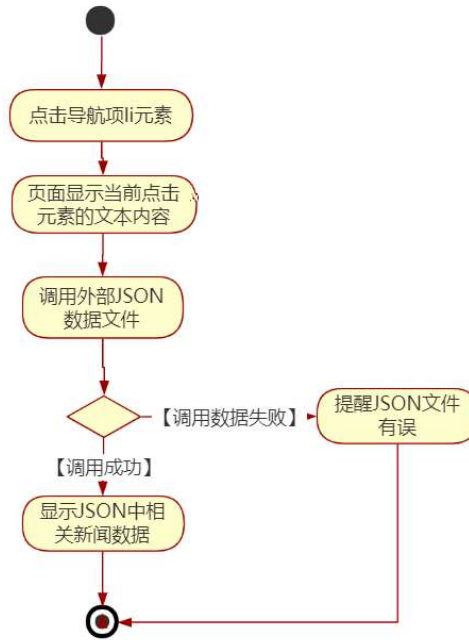 点击导航项li元素
页面显示当前点击
元素的文本内容
调用外部JSON
数据文件
【调用数据失败】
提醒JSON文件
有误
【调用成功】
显示JSON中相
关新闻数据